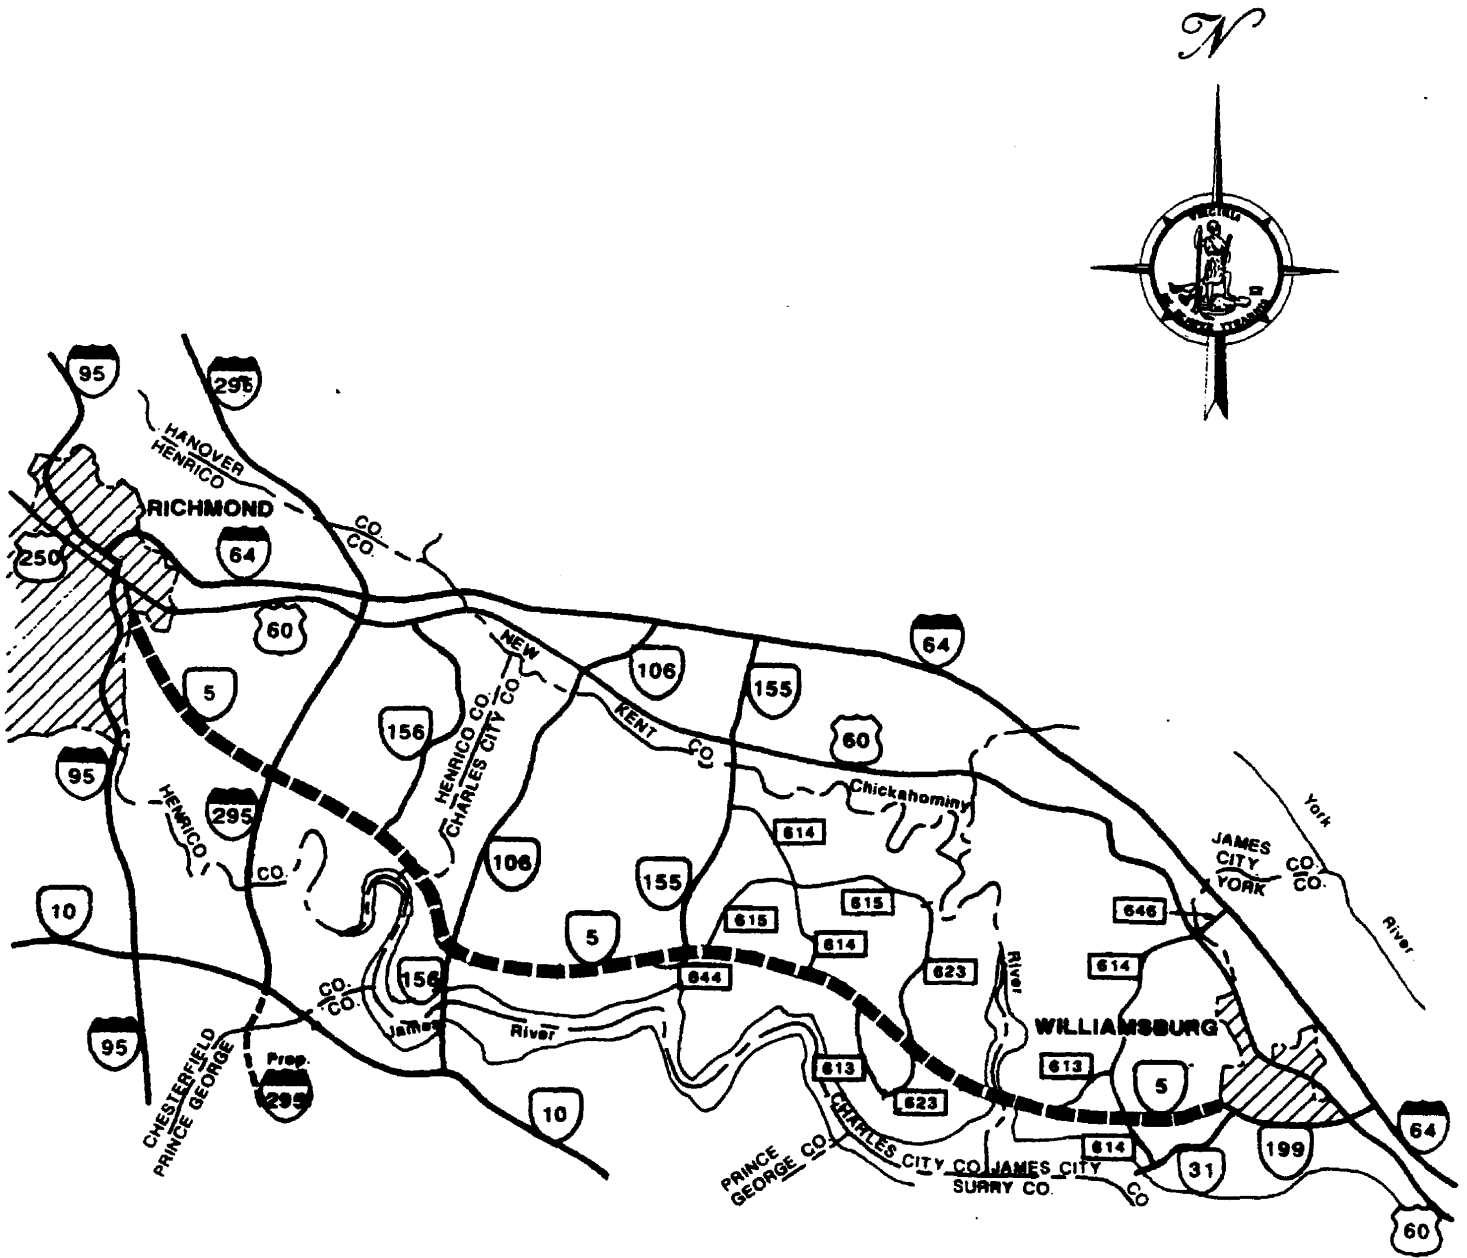 N
VIRGINIA
95
295
HANOVER
HENRICO
RICHMOND
CO.
CO.
250
64
60
NEW
64
5
106
155
HENRICO CO.
CHARLES CITY CO.
156
KENT
CO.
60
95
HENRICO
CO.
295
Chickahominy
614
York
JAMES
CITY
YORK
CO.
CO.
106
155
10
615
615
646
River
5
614
614
156
644
623
River
CO.
CO.
James
River
WILLIAMSBURG
95
CHESTERFIELD
PRINCE GEORGE
Prop.
295
613
613
5
623
10
64
CHARLES CITY CO.
JAMES CITY
CO
614
199
31
PRINCE
GEORGE CO.
SURRY CO.
60